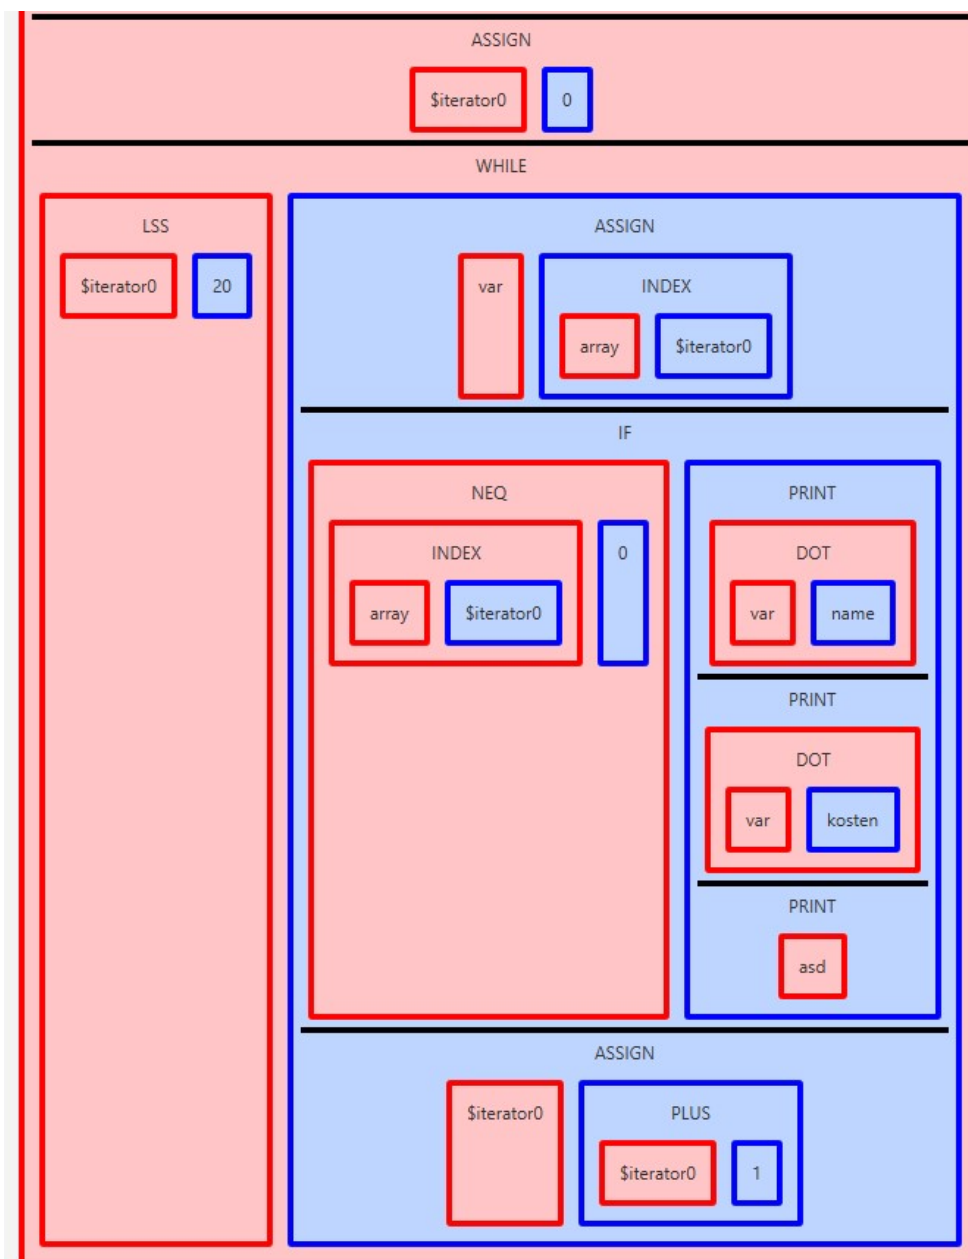 ASSIGN
$iterator0 0
WHILE
LSS
$iterator0 20
ASSIGN
var INDEX
array $iterator0
IF
NEQ
INDEX 0
array $iterator0
PRINT
DOT
var name
PRINT
DOT
var kosten
PRINT
asd
ASSIGN
$iterator0 PLUS
$iterator0 1